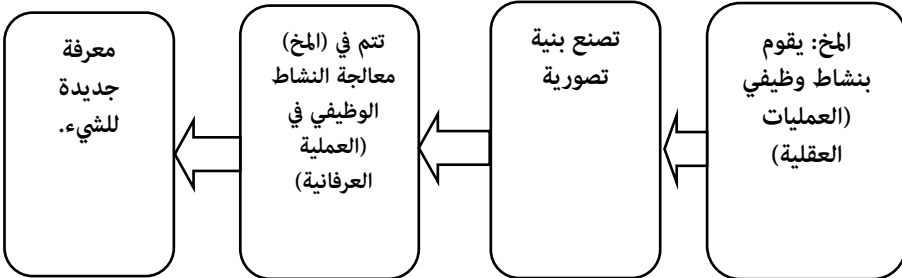 المخ: يقوم
بنشاط وظيفي
(العمليات
العقلية)
تصنع بنية
تصورية
تتم في (المخ)
معالجة النشاط
الوظيفي في
(العملية
العرفانية)
معرفة
جديدة
للشيء.